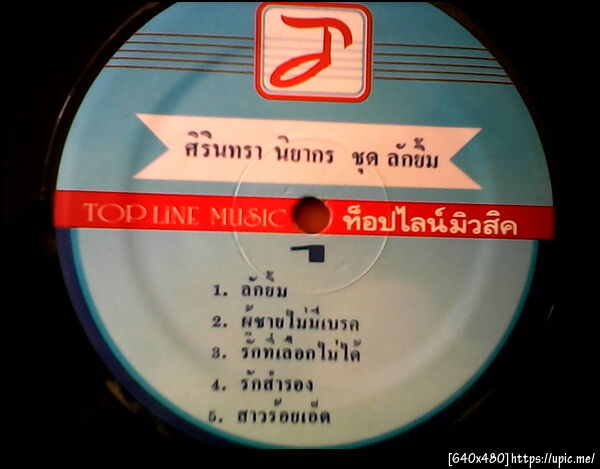 ศิรินทรา นิยากร ชุด ลักยิ้ม
TOPLINE MUSIC ท็อปไลน์มิวสิค
1. ลักยิ้ม
2. ผู้ชายไม่มีเบรค
3. รักที่เลือกไม่ได้
4. รักสำรอง
5. สาวร้อยเอ็ด
[640x480]https://upic.me/